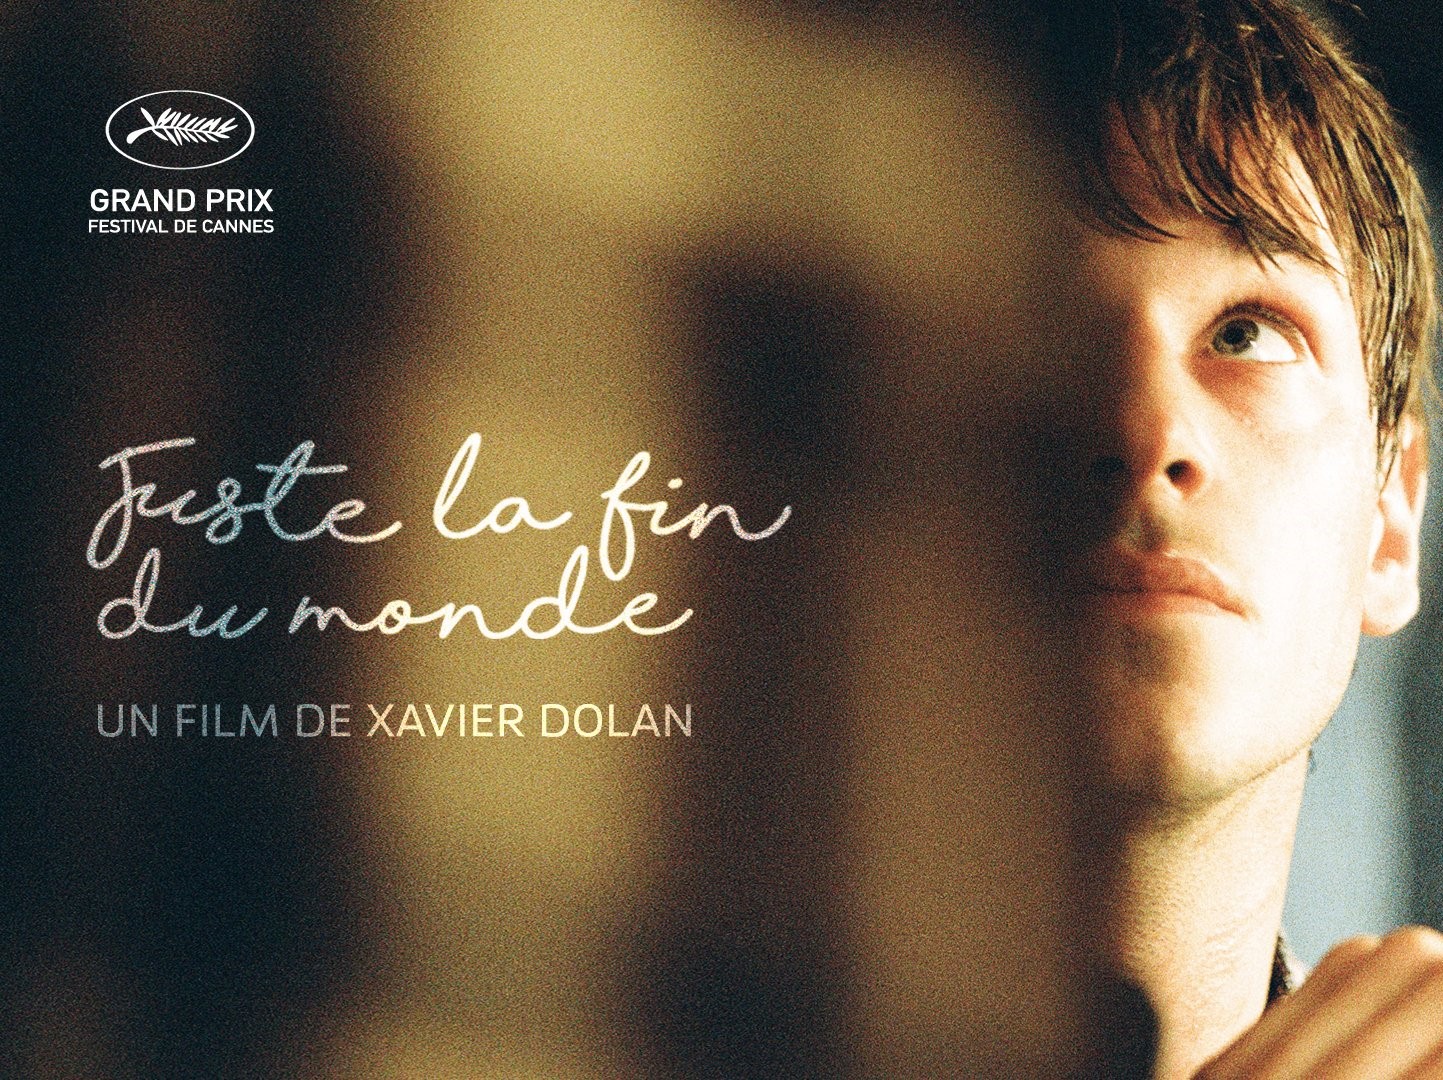 GRAND PRIX
FESTIVAL DE CANNES
Juste la fin
du monde
UN FILM DE XAVIER DOLAN